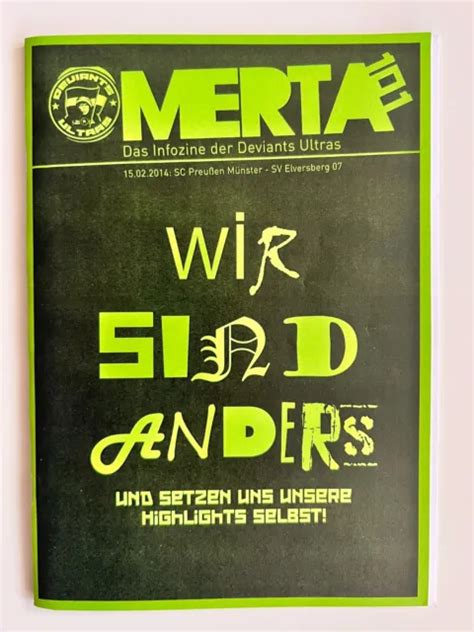 DEVIANTS
ULTRAS
OMERTA 101
Das Infozine der Deviants Ultras
15.02.2014: SC Preußen Münster - SV Elversberg 07
WiR
SIND
ANDERS
UND SETZEN UNS UNSERE
HiGHLiGHTS SELBST!